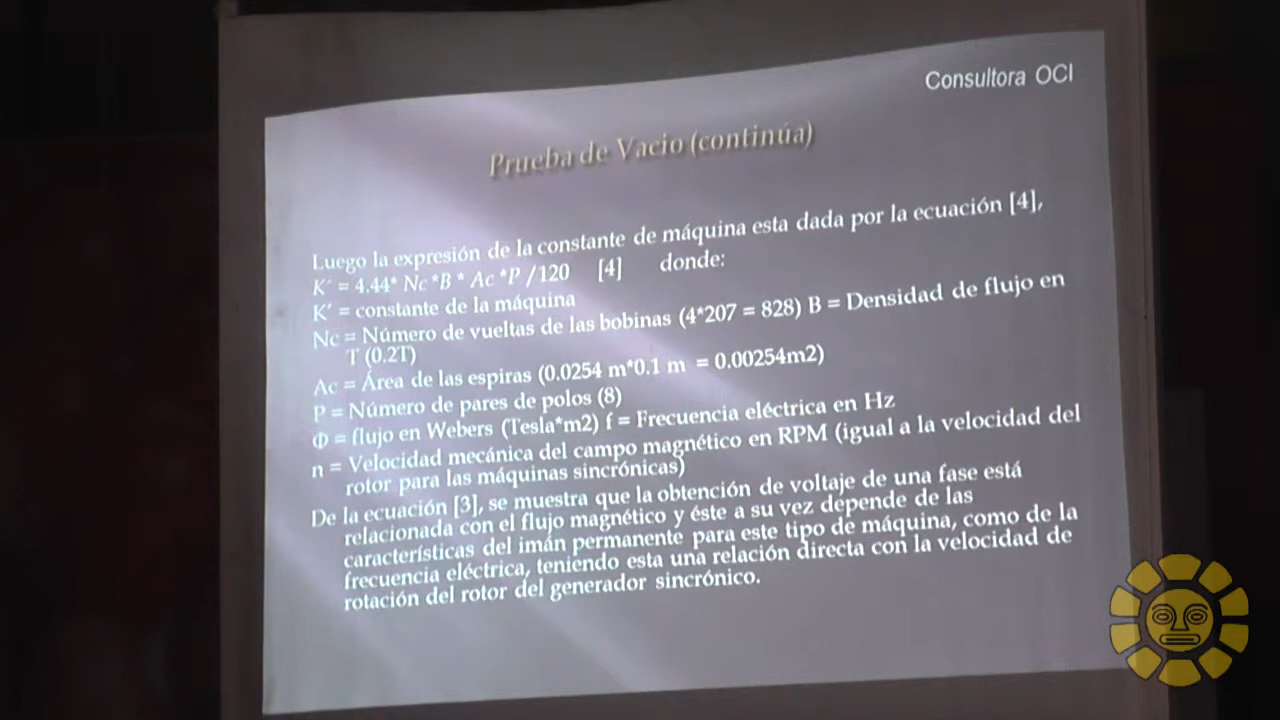 Consultora OCI
Prueba de Vacio (continúa)
Luego la expresión de la constante de máquina esta dada por la ecuación [4],
K´ = 4.44* Nc *B * Ac *P /120 [4] donde:
K´ = constante de la máquina
Nc = Número de vueltas de las bobinas (4*207 = 828) B = Densidad de flujo en
T (0.2T)
Ac = Área de las espiras (0.0254 m*0.1 m = 0.00254m2)
P = Número de pares de polos (8)
Φ = flujo en Webers (Tesla*m2) f = Frecuencia eléctrica en Hz
n = Velocidad mecánica del campo magnético en RPM (igual a la velocidad del
rotor para las máquinas sincrónicas)
De la ecuación [3], se muestra que la obtención de voltaje de una fase está
relacionada con el flujo magnético y éste a su vez depende de las
características del imán permanente para este tipo de máquina, como de la
frecuencia eléctrica, teniendo esta una relación directa con la velocidad de
rotación del rotor del generador sincrónico.